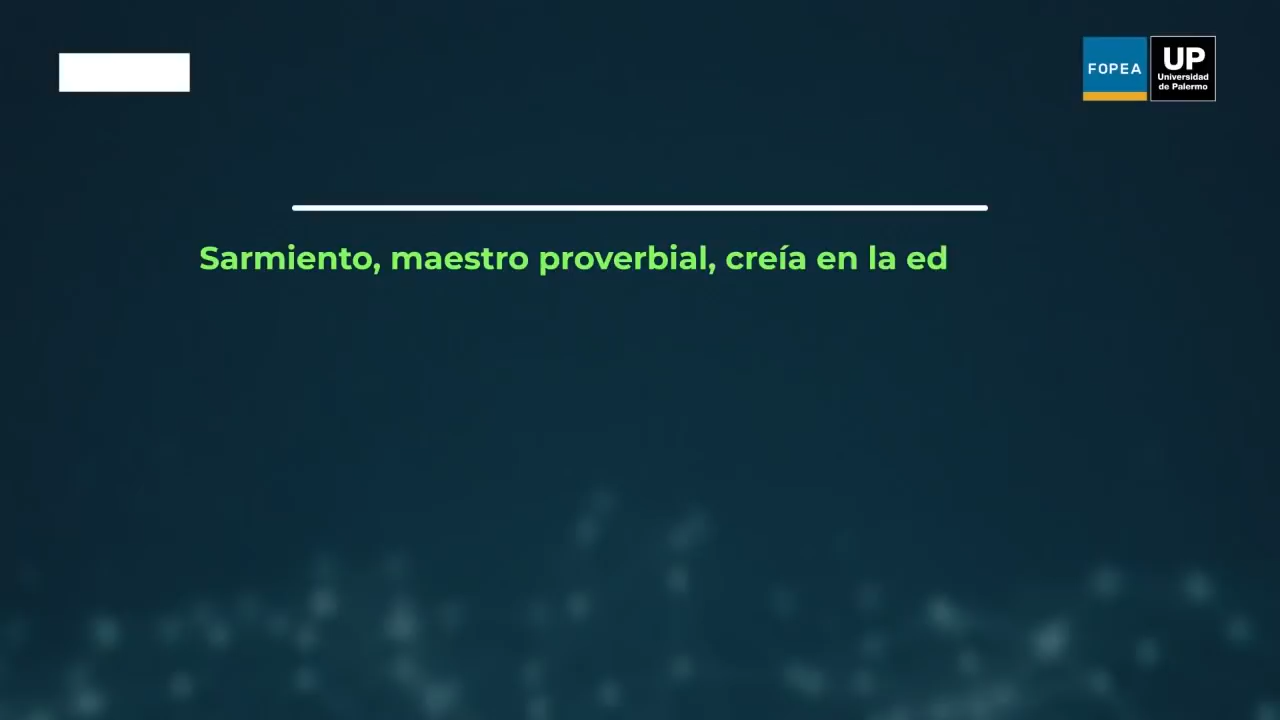 FOPEA
UP
Universidad
de Palermo
Sarmiento, maestro proverbial, creía en la ed